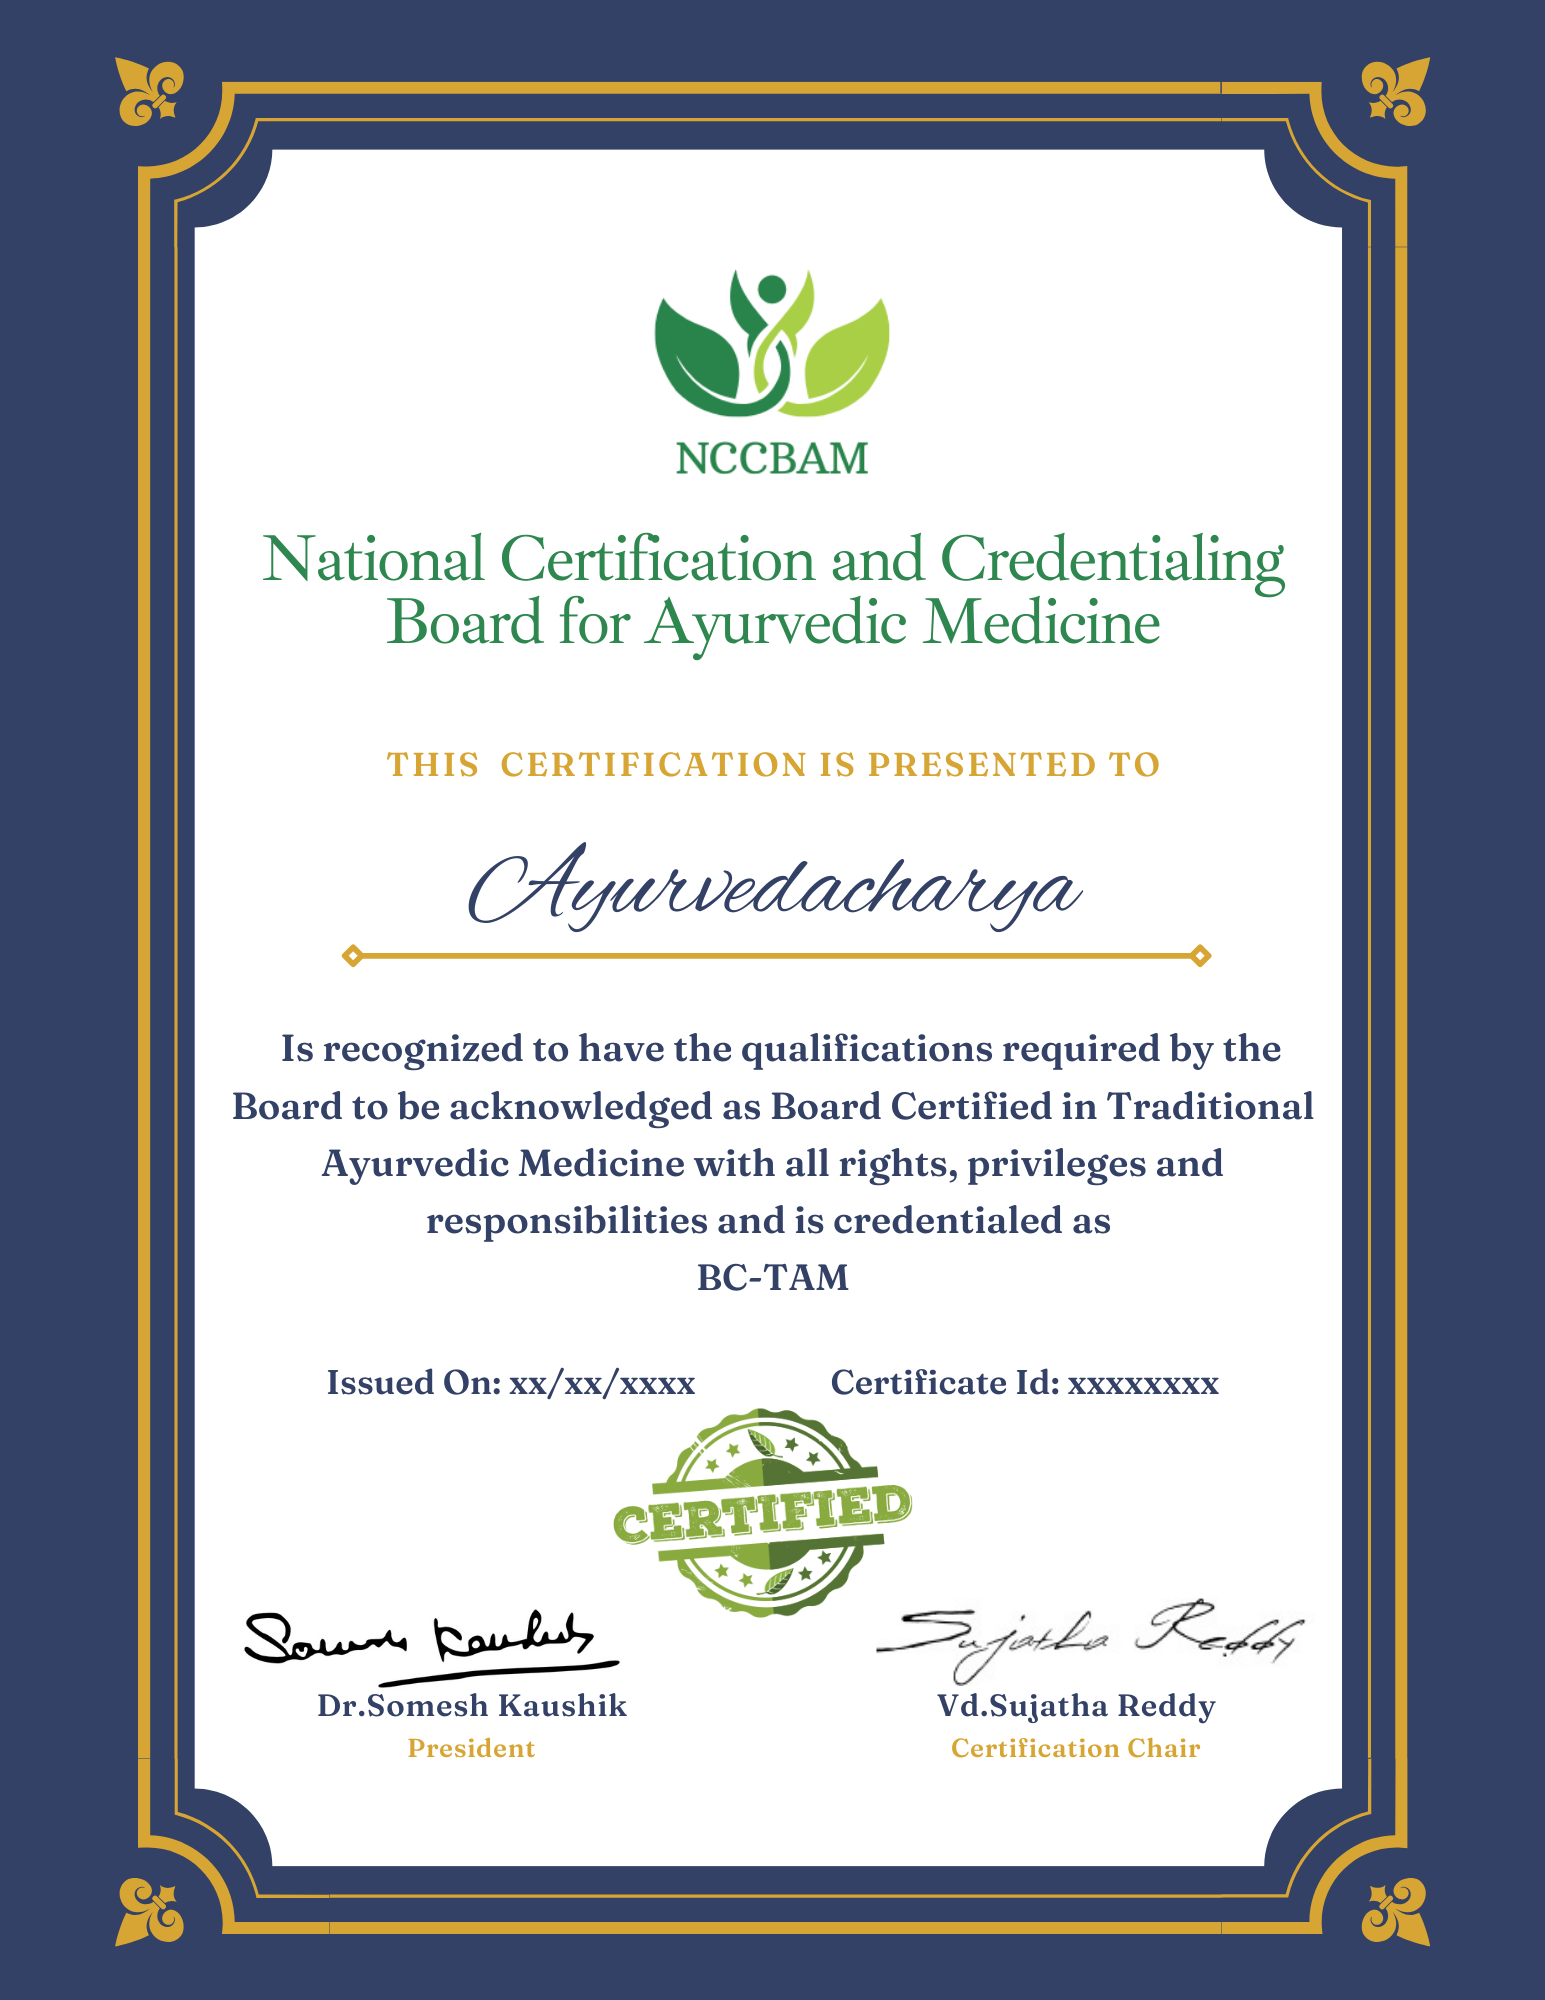 NCCBAM
National Certification and Credentialing
Board for Ayurvedic Medicine
THIS CERTIFICATION IS PRESENTED TO
Ayurvedacharya
Is recognized to have the qualifications required by the
Board to be acknowledged as Board Certified in Traditional
Ayurvedic Medicine with all rights, privileges and
responsibilities and is credentialed as
BC-TAM
Issued On: xx/xx/xxxx Certificate Id: xxxxxxxx
CERTIFIED
Somesh Kaushik Sujatha Reddy
Dr.Somesh Kaushik Vd.Sujatha Reddy
President Certification Chair